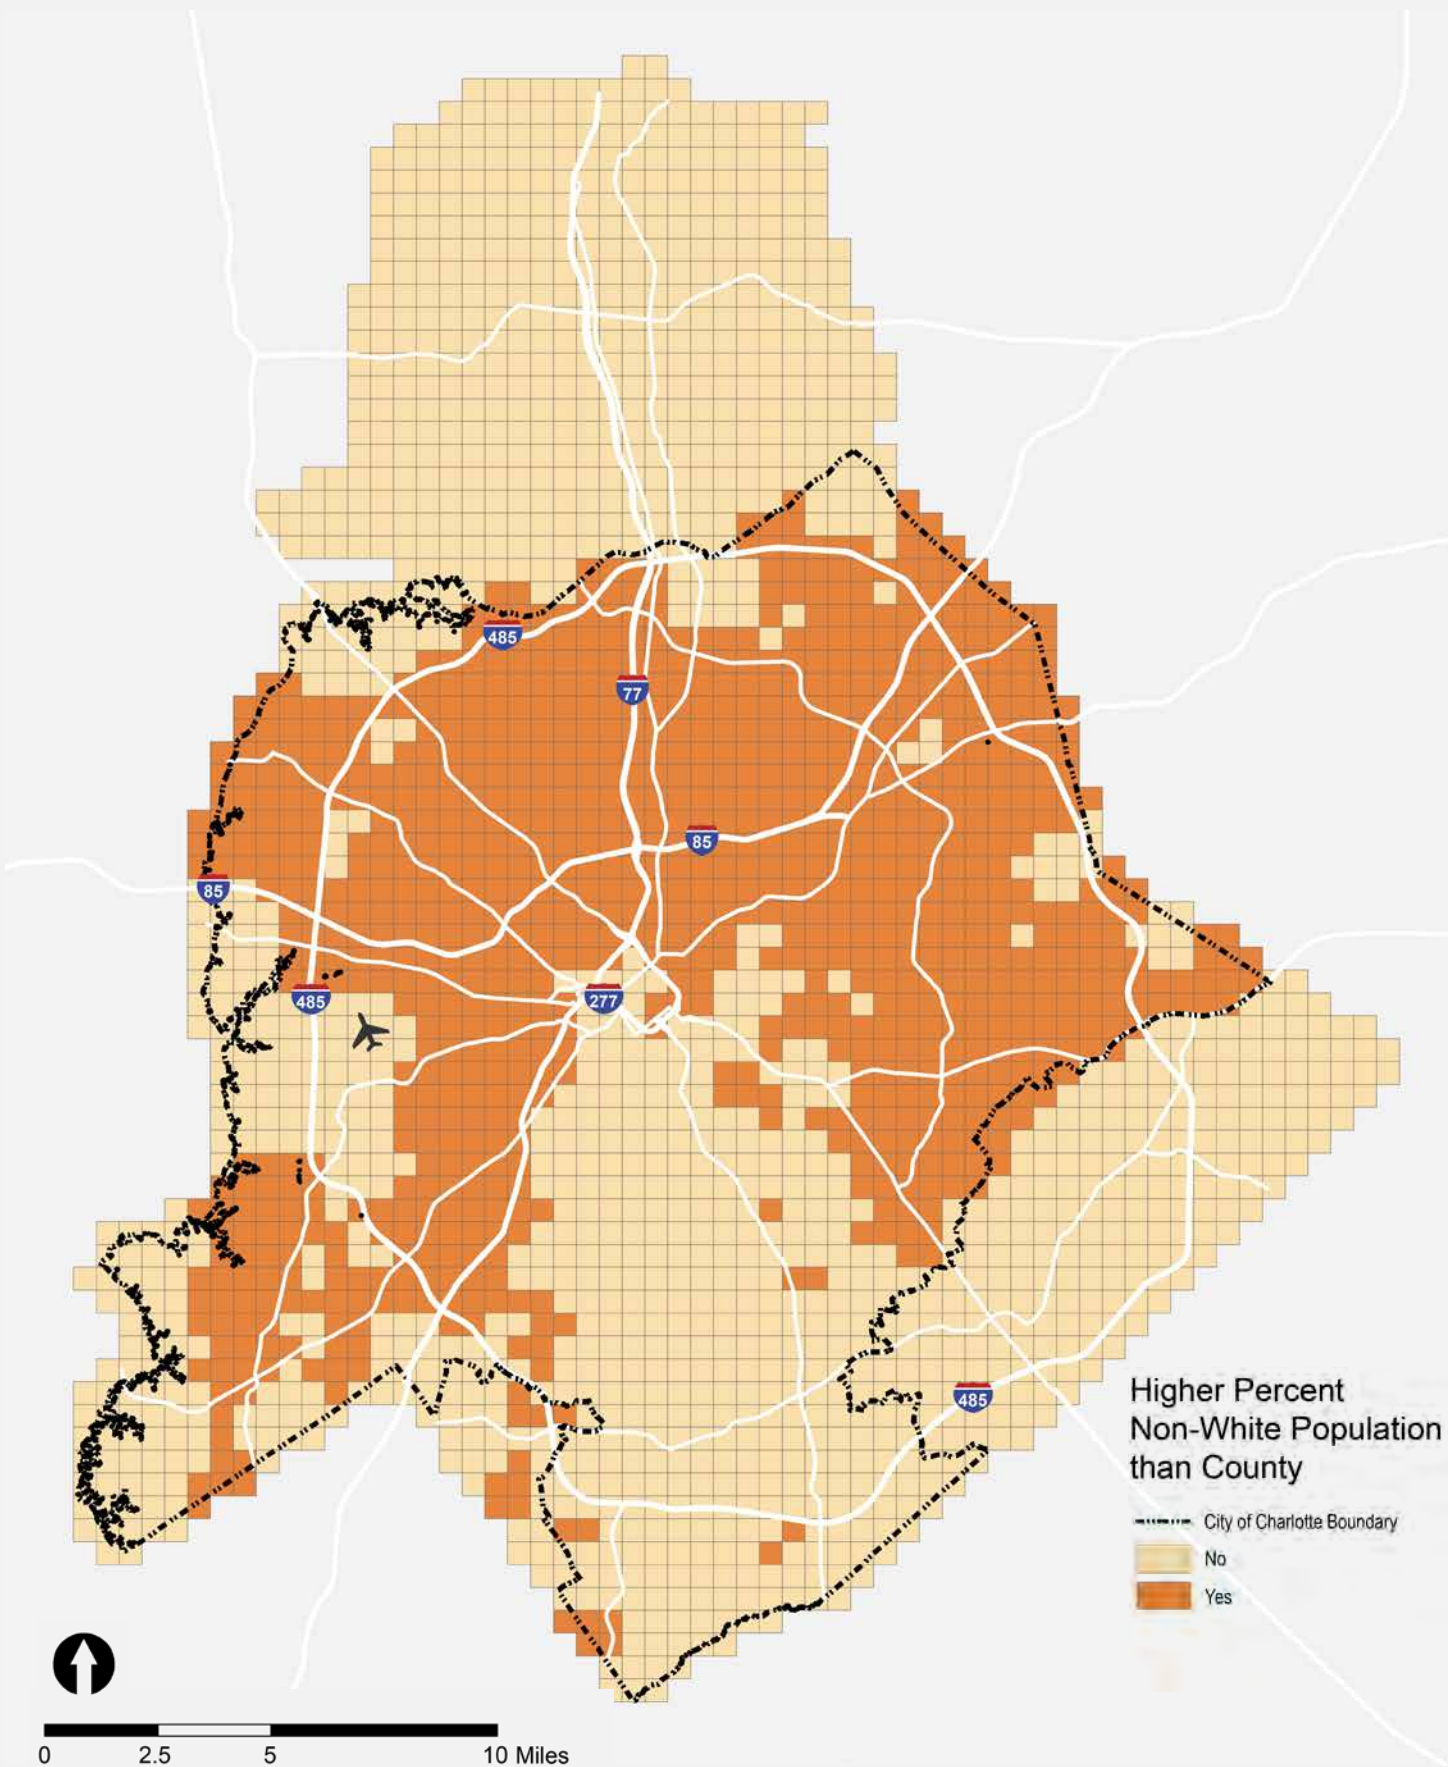 485
77
85
85
485
277
485
Higher Percent
Non-White Population
than County
City of Charlotte Boundary
No
Yes
0 2.5 5 10 Miles